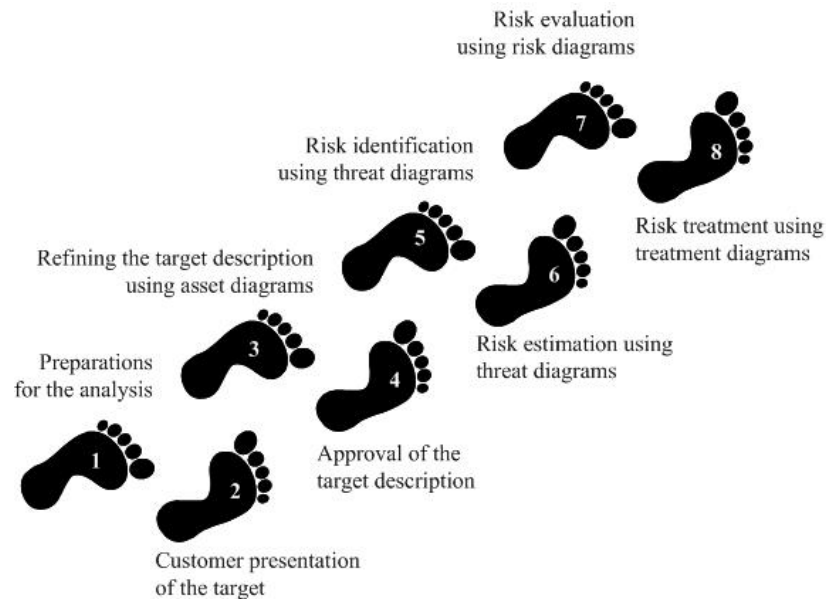 Risk evaluation
using risk diagrams
7
8
Risk identification
using threat diagrams
Risk treatment using
treatment diagrams
5
6
Refining the target description
using asset diagrams
Risk estimation using
threat diagrams
3
4
Preparations
for the analysis
Approval of the
target description
1
2
Customer presentation
of the target